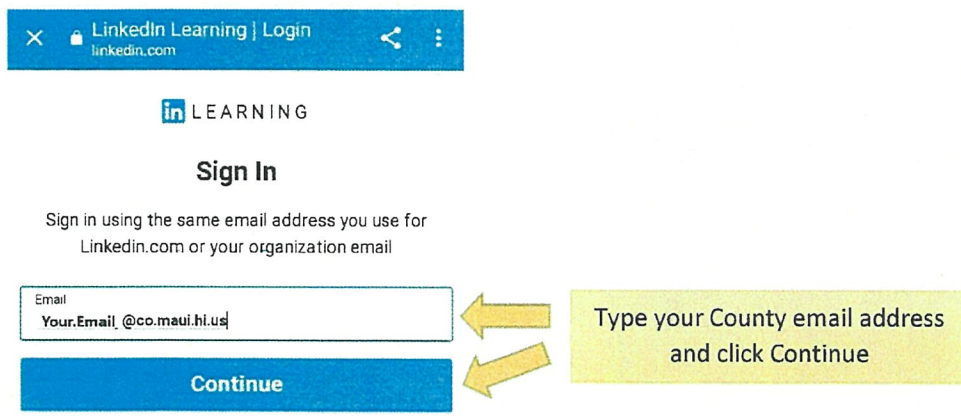 LinkedIn Learning | Login
linkedin.com
in LEARNING
Sign In
Sign in using the same email address you use for
Linkedin.com or your organization email
Email
Your.Email @co.maui.hi.us
Continue
Type your County email address
and click Continue